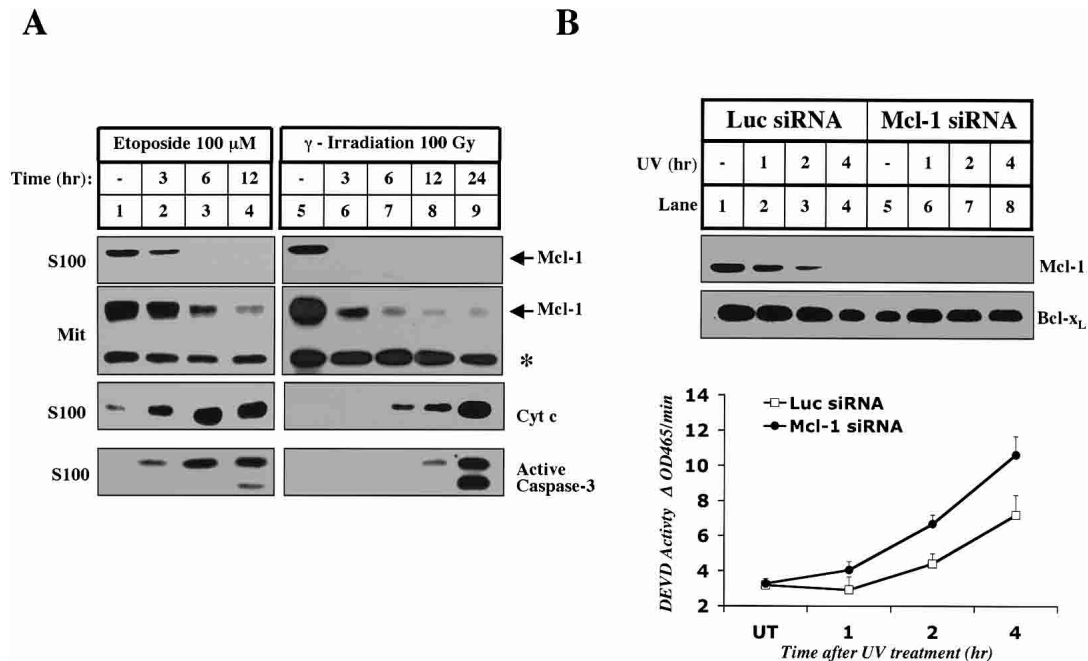 A
Etoposide 100 μM
γ - Irradiation 100 Gy
Time (hr): - 3 6 12 - 3 6 12 24
1 2 3 4 5 6 7 8 9
S100 Mcl-1
Mit Mcl-1
*
S100 Cyt c
S100 Active
Caspase-3
B
Luc siRNA Mcl-1 siRNA
UV (hr) - 1 2 4 - 1 2 4
Lane 1 2 3 4 5 6 7 8
Mcl-1
Bcl-xL
DEVD Activty Δ OD465/min
14
12
10
8
6
4
2
Luc siRNA
Mcl-1 siRNA
UT 1 2 4
Time after UV treatment (hr)